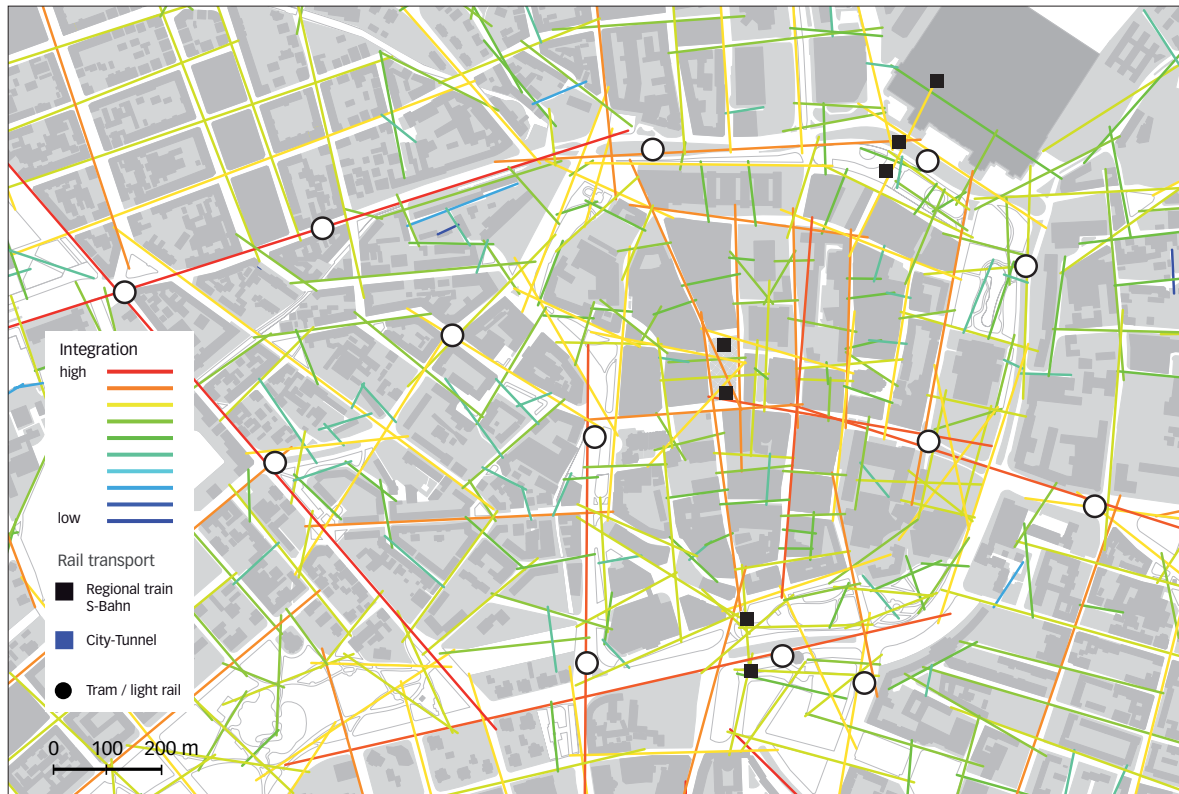 Integration
high
low
Rail transport
Regional train
S-Bahn
City-Tunnel
Tram / light rail
0 100 200 m